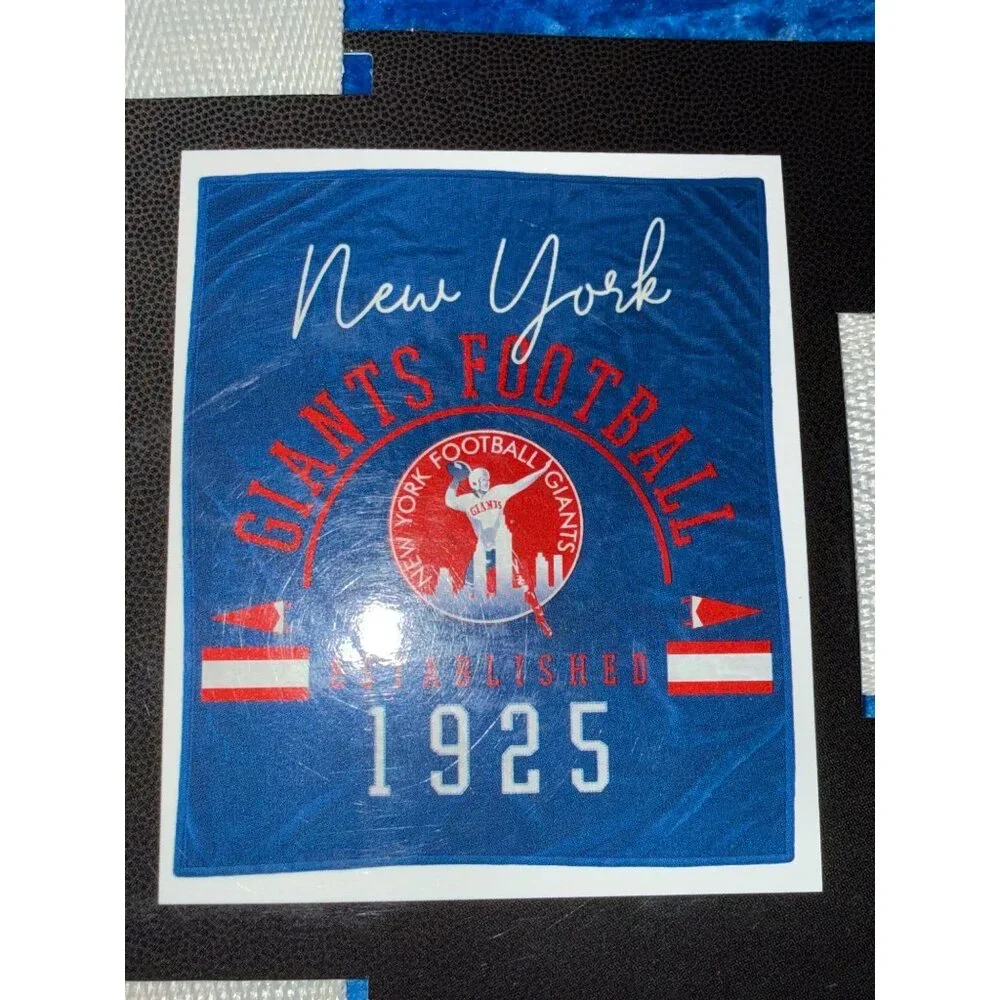 New York
GIANTS FOOTBALL
NEW YORK FOOTBALL GIANTS
GIANTS
ESTABLISHED
1925